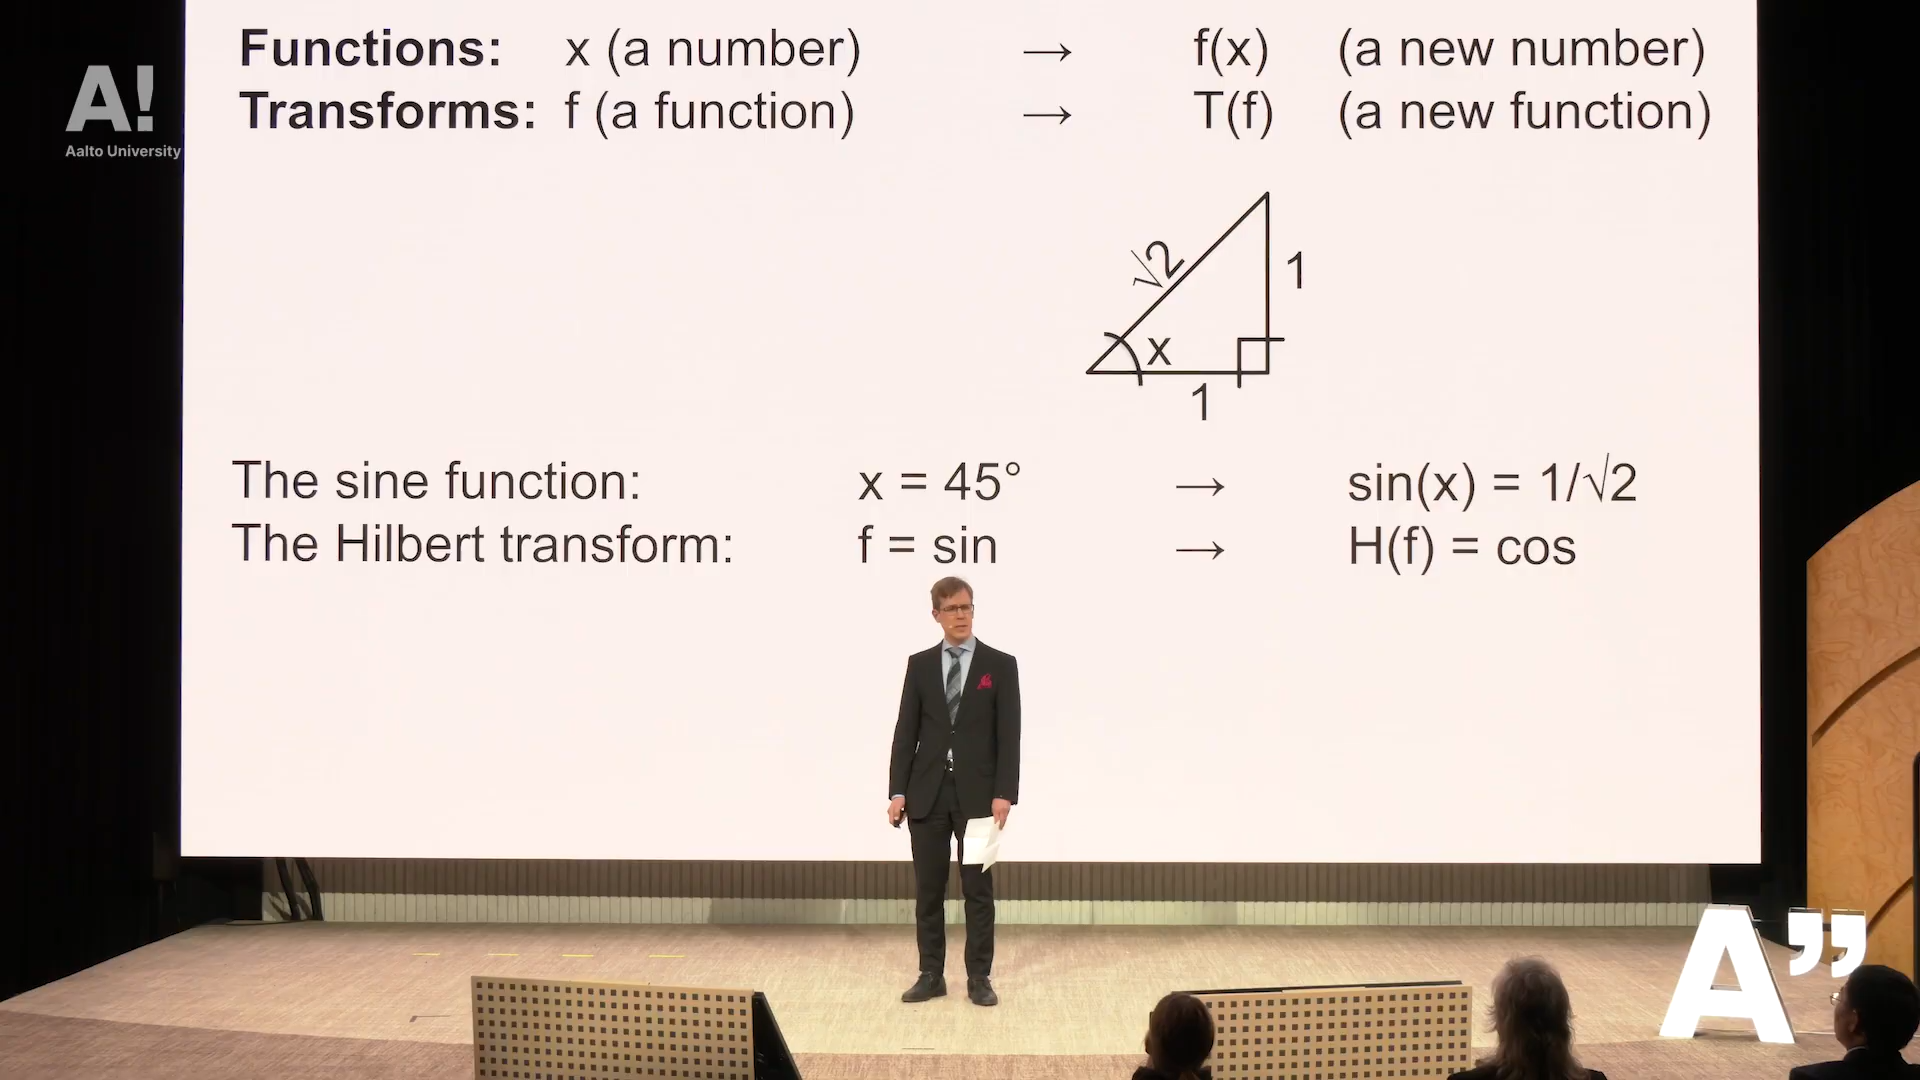 Functions: x (a number) → f(x) (a new number)
Transforms: f (a function) → T(f) (a new function)
A!
Aalto University
√2
1
x
1
The sine function: x = 45° → sin(x) = 1/√2
The Hilbert transform: f = sin → H(f) = cos
A”